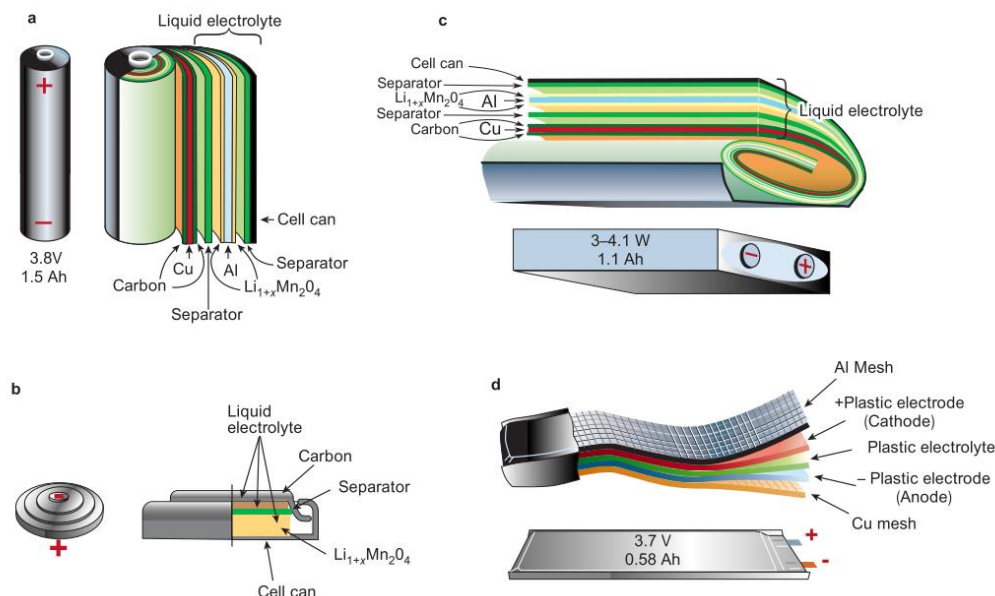 a
Liquid electrolyte
+
–
3.8V
1.5 Ah
Cell can
Separator
Cu
Al
Carbon
Li1+xMn2O4
Separator
c
Cell can
Separator
Li1+xMn2O4
Al
Separator
Carbon
Cu
Liquid electrolyte
3–4.1 W
1.1 Ah
–
+
b
Liquid
electrolyte
Carbon
Separator
Li1+xMn2O4
Cell can
-
+
d
Al Mesh
+Plastic electrode
(Cathode)
Plastic electrolyte
– Plastic electrode
(Anode)
Cu mesh
3.7 V
0.58 Ah
+
-